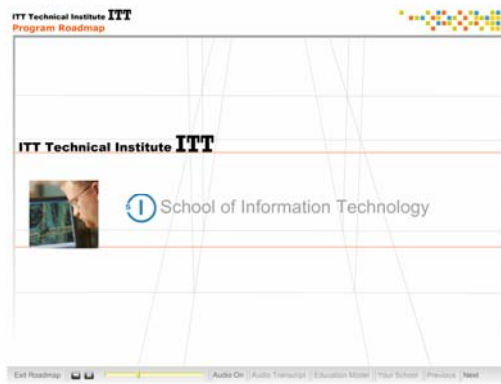 ITT Technical Institute ITT
Program Roadmap
ITT Technical Institute ITT
School of Information Technology
Exit Roadmap Audio On Audio Transcript Education Model Your School Previous Next